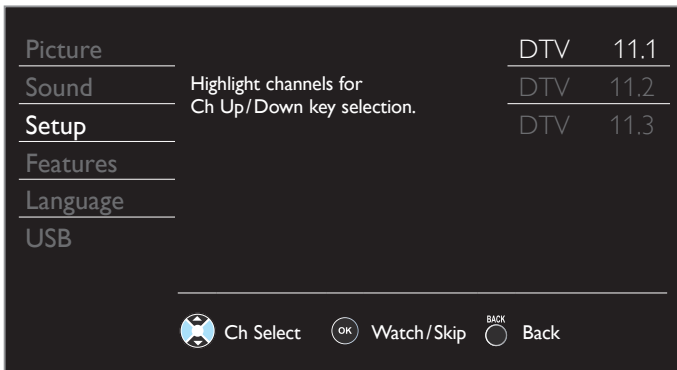 Picture
Sound
Setup
Features
Language
USB
Highlight channels for
Ch Up/Down key selection.
DTV 11.1
DTV 11.2
DTV 11.3
Ch Select OK Watch/Skip BACK Back